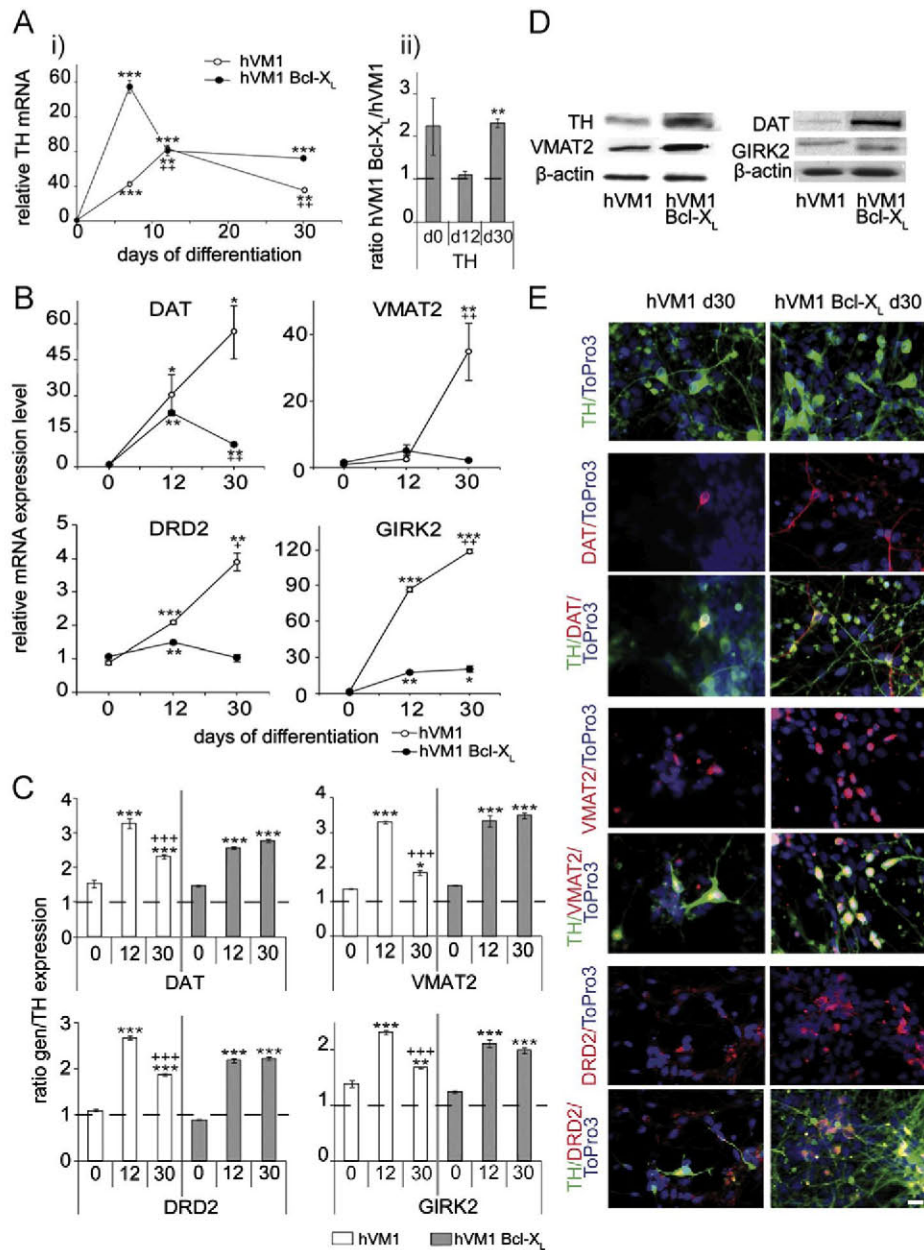 A
i)
hVM1
hVM1 Bcl-XL
relative TH mRNA
60
80
40
0
***
***
***
**
++
***
**
++
0 10 20 30
days of differentiation
ii)
ratio hVM1 Bcl-XL/hVM1
3
2
1
0
**
d0 d12 d30
TH
B
relative mRNA expression level
DAT
60
45
30
15
0
*
*
**
**
++
0 12 30
VMAT2
40
20
0
**
++
0 12 30
DRD2
5
4
3
2
1
0
***
**
**
+
0 12 30
GIRK2
120
90
60
30
0
***
***
++
**
*
0 12 30
days of differentiation
hVM1
hVM1 Bcl-XL
C
ratio gen/TH expression
4
3
2
1
0
***
+++
***
***
***
0 12 30 0 12 30
DAT
4
3
2
1
0
***
+++
*
***
***
0 12 30 0 12 30
VMAT2
3
2
1
0
***
+++
***
***
***
0 12 30 0 12 30
DRD2
2
1
0
***
+++
**
***
***
0 12 30 0 12 30
GIRK2
hVM1
hVM1 Bcl-XL
D
TH
VMAT2
β-actin
hVM1
hVM1
Bcl-XL
DAT
GIRK2
β-actin
hVM1
hVM1
Bcl-XL
E
hVM1 d30
hVM1 Bcl-XL d30
TH/ToPro3
DAT/ToPro3
TH/DAT/
ToPro3
VMAT2/ToPro3
TH/VMAT2/
ToPro3
DRD2/ToPro3
TH/DRD2/
ToPro3